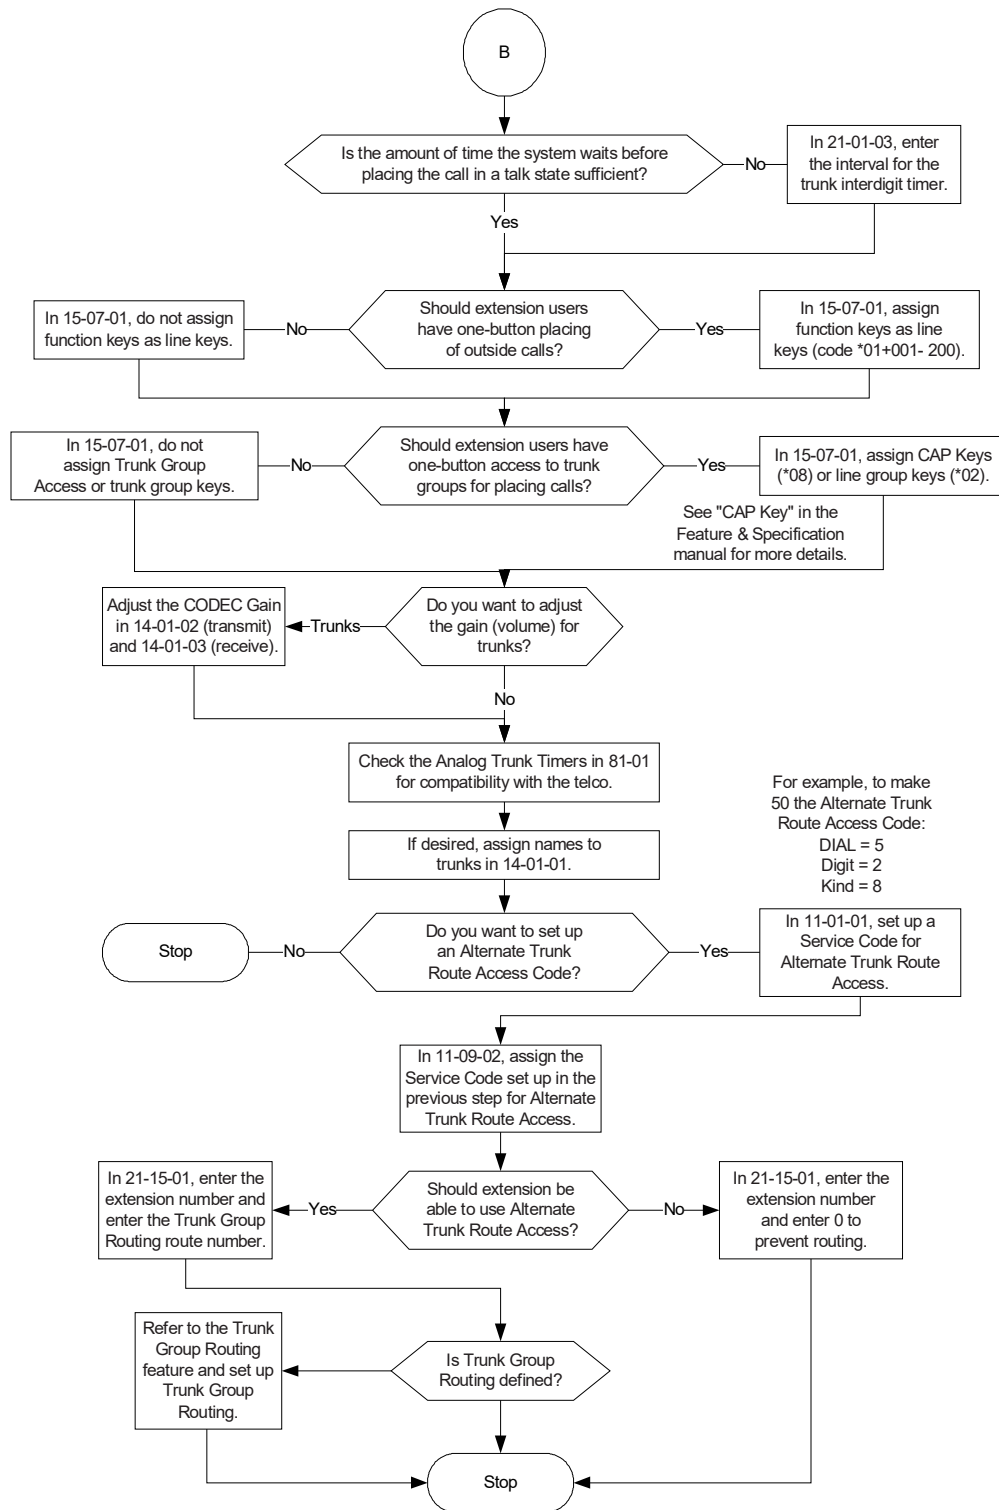 B
Is the amount of time the system waits before
placing the call in a talk state sufficient?
No
In 21-01-03, enter
the interval for the
trunk interdigit timer.
Yes
In 15-07-01, do not assign
function keys as line keys.
No
Should extension users
have one-button placing
of outside calls?
Yes
In 15-07-01, assign
function keys as line
keys (code *01+001- 200).
In 15-07-01, do not
assign Trunk Group
Access or trunk group keys.
No
Should extension users have
one-button access to trunk
groups for placing calls?
Yes
In 15-07-01, assign CAP Keys
(*08) or line group keys (*02).
See "CAP Key" in the
Feature & Specification
manual for more details.
Adjust the CODEC Gain
in 14-01-02 (transmit)
and 14-01-03 (receive).
Trunks
Do you want to adjust
the gain (volume) for
trunks?
No
Check the Analog Trunk Timers in 81-01
for compatibility with the telco.
If desired, assign names to
trunks in 14-01-01.
For example, to make
50 the Alternate Trunk
Route Access Code:
DIAL = 5
Digit = 2
Kind = 8
Stop
No
Do you want to set up
an Alternate Trunk
Route Access Code?
Yes
In 11-01-01, set up a
Service Code for
Alternate Trunk Route
Access.
In 11-09-02, assign the
Service Code set up in the
previous step for Alternate
Trunk Route Access.
In 21-15-01, enter the
extension number and
enter the Trunk Group
Routing route number.
Yes
Should extension be
able to use Alternate
Trunk Route Access?
No
In 21-15-01, enter the
extension number
and enter 0 to
prevent routing.
Refer to the Trunk
Group Routing
feature and set up
Trunk Group
Routing.
Is Trunk Group
Routing defined?
Stop